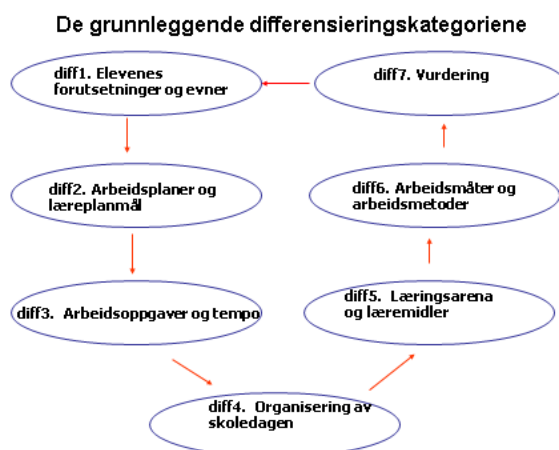 De grunnleggende differensieringskategoriene
diff1. Elevenes
forutsetninger og evner
diff2. Arbeidsplaner og
læreplanmål
diff3.  Arbeidsoppgaver og tempo
diff4.  Organisering av
skoledagen
diff5.  Læringsarena
og læremidler
diff6. Arbeidsmåter og
arbeidsmetoder
diff7. Vurdering